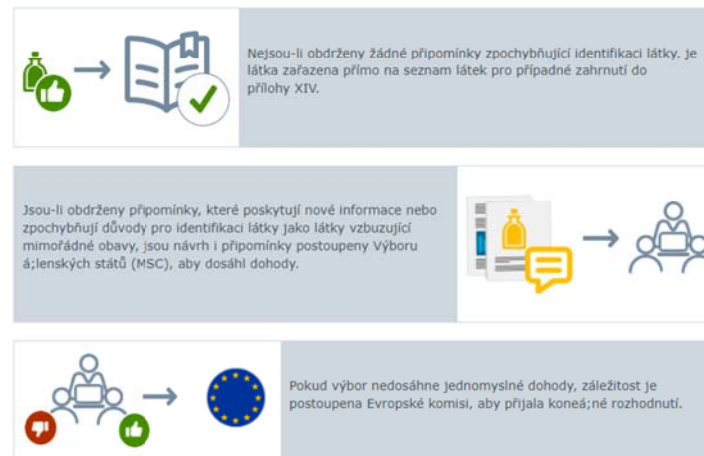 Nejsou-li obdrženy žádné připomínky zpochybňující identifikaci látky. je
látka zařazena přímo na seznam látek pro případné zahrnutí do
přílohy XIV.
Jsou-li obdrženy připomínky, které poskytují nové informace nebo
zpochybňují důvody pro identifikaci látky jako látky vzbuzující
mimořádné obavy, jsou návrh i připomínky postoupeny Výboru
á;lenských států (MSC), aby dosáhl dohody.
Pokud výbor nedosáhne jednomyslné dohody, záležitost je
postoupena Evropské komisi, aby přijala koneá;né rozhodnutí.